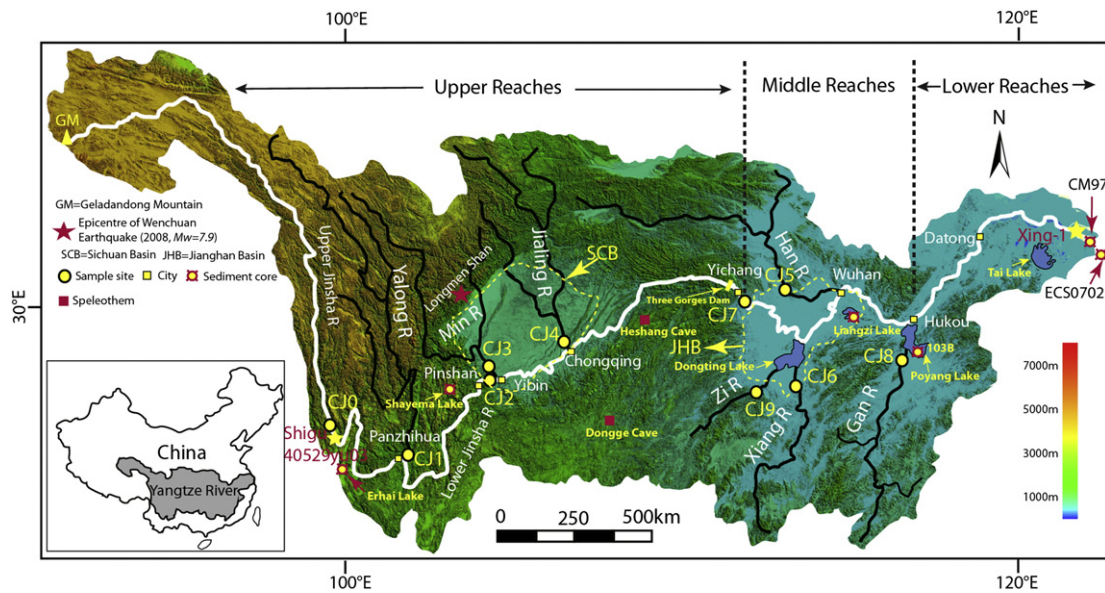 100°E
120°E
Upper Reaches
Middle Reaches
Lower Reaches
N
GM
GM=Geladandong Mountain
Epicentre of Wenchuan
Earthquake (2008, Mw=7.9)
SCB=Sichuan Basin
JHB=Jianghan Basin
Sample site
City
Sediment core
Speleothem
Upper Jinsha R
Yalong R
Longmen Shan
Min R
Jialing R
SCB
Han R
CM97
Xing-1
Datong
Tai Lake
ECS0702
30°E
Yichang
CJ5
Wuhan
Three Gorges Dam
CJ7
Heshang Cave
Liangzi Lake
Hukou
CJ4
Chongqing
JHB
Dongting Lake
103B
Poyang Lake
CJ8
CJ3
Pinshan
Yibin
CJ2
Shayema Lake
CJ6
Zi R
CJ9
Xiang R
Gan R
CJ0
Panzhihua
CJ1
Lower Jinsha R
Dongge Cave
Erhai Lake
China
Yangtze River
0
250
500km
7000m
5000m
4000m
3000m
1000m
100°E
120°E